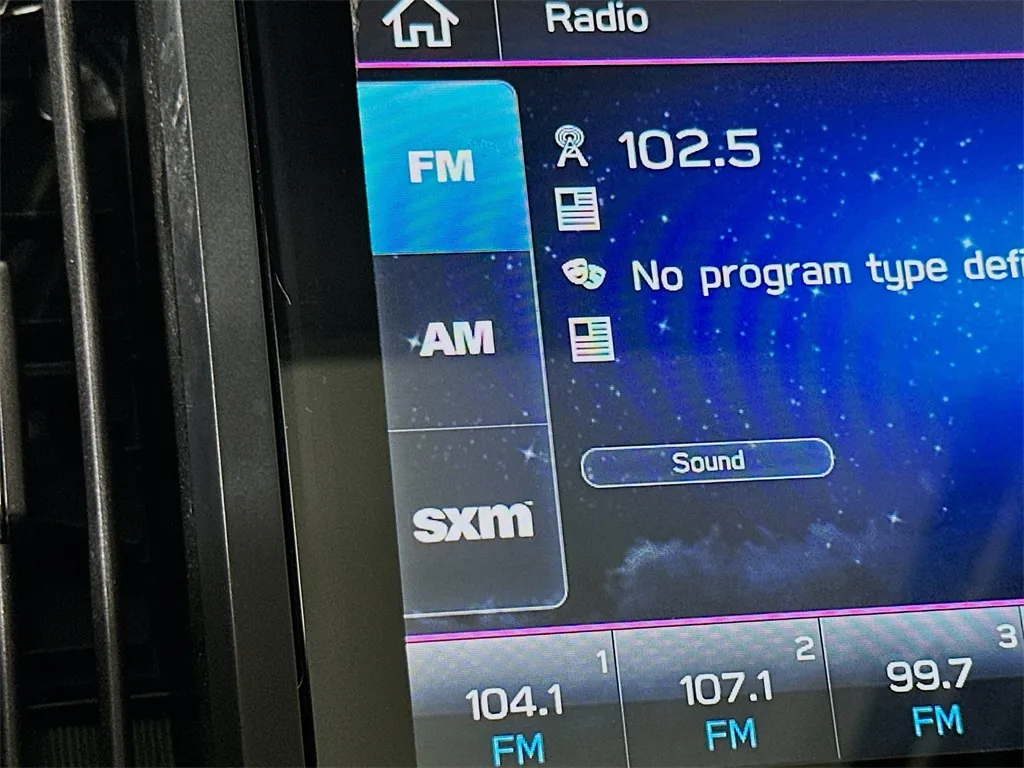 Radio
FM
102.5
No program type defi
AM
Sound
sxm
1
2
3
104.1
107.1
99.7
FM
FM
FM